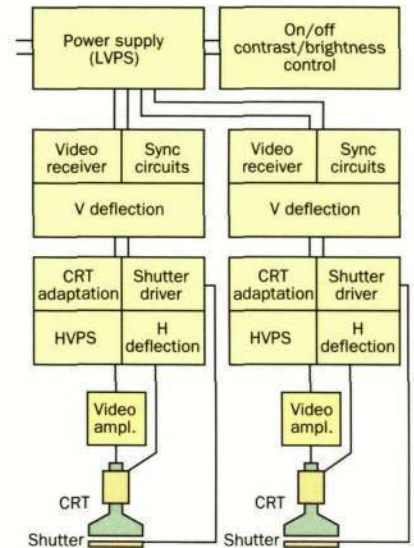 Power supply
(LVPS)
On/off
contrast/brightness
control
Video
receiver
Sync
circuits
V deflection
Video
receiver
Sync
circuits
V deflection
CRT
adaptation
Shutter
driver
HVPS
H
deflection
CRT
adaptation
Shutter
driver
HVPS
H
deflection
Video
ampl.
Video
ampl.
CRT
CRT
Shutter
Shutter